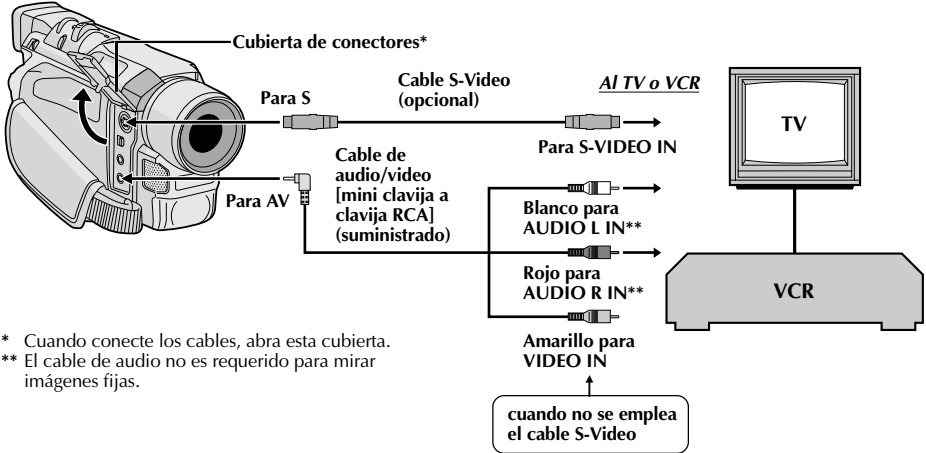 Cubierta de conectores*
Cable S-Video
(opcional)
Al TV o VCR
Para S
Para S-VIDEO IN
TV
Cable de
audio/video
[mini clavija a
clavija RCA]
(suministrado)
Para AV
Blanco para
AUDIO L IN**
Rojo para
AUDIO R IN**
VCR
Amarillo para
VIDEO IN
* Cuando conecte los cables, abra esta cubierta.
** El cable de audio no es requerido para mirar
imágenes fijas.
cuando no se emplea
el cable S-Video